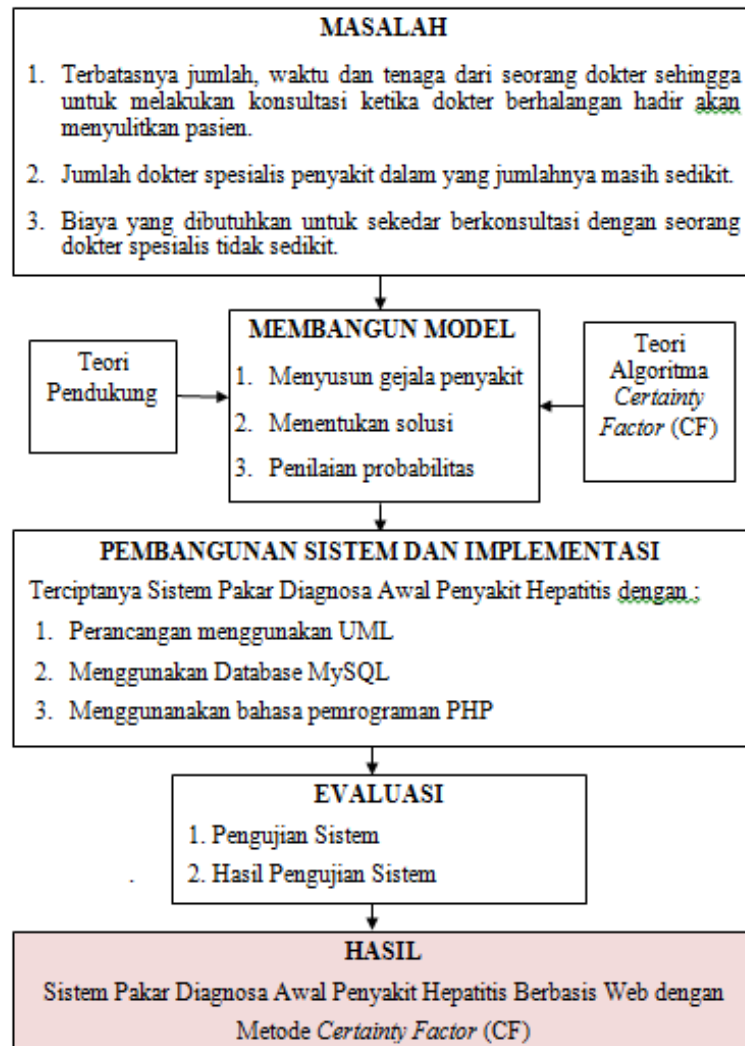 MASALAH
1. Terbatasnya jumlah, waktu dan tenaga dari seorang dokter sehingga
untuk melakukan konsultasi ketika dokter berhalangan hadir akan
menyulitkan pasien.
2. Jumlah dokter spesialis penyakit dalam yang jumlahnya masih sedikit.
3. Biaya yang dibutuhkan untuk sekedar berkonsultasi dengan seorang
dokter spesialis tidak sedikit.
Teori
Pendukung
MEMBANGUN MODEL
1. Menyusun gejala penyakit
2. Menentukan solusi
3. Penilaian probabilitas
Teori
Algoritma
Certainty
Factor (CF)
PEMBANGUNAN SISTEM DAN IMPLEMENTASI
Terciptanya Sistem Pakar Diagnosa Awal Penyakit Hepatitis dengan :
1. Perancangan menggunakan UML
2. Menggunakan Database MySQL
3. Menggunanakan bahasa pemrograman PHP
EVALUASI
1. Pengujian Sistem
2. Hasil Pengujian Sistem
.
HASIL
Sistem Pakar Diagnosa Awal Penyakit Hepatitis Berbasis Web dengan
Metode Certainty Factor (CF)